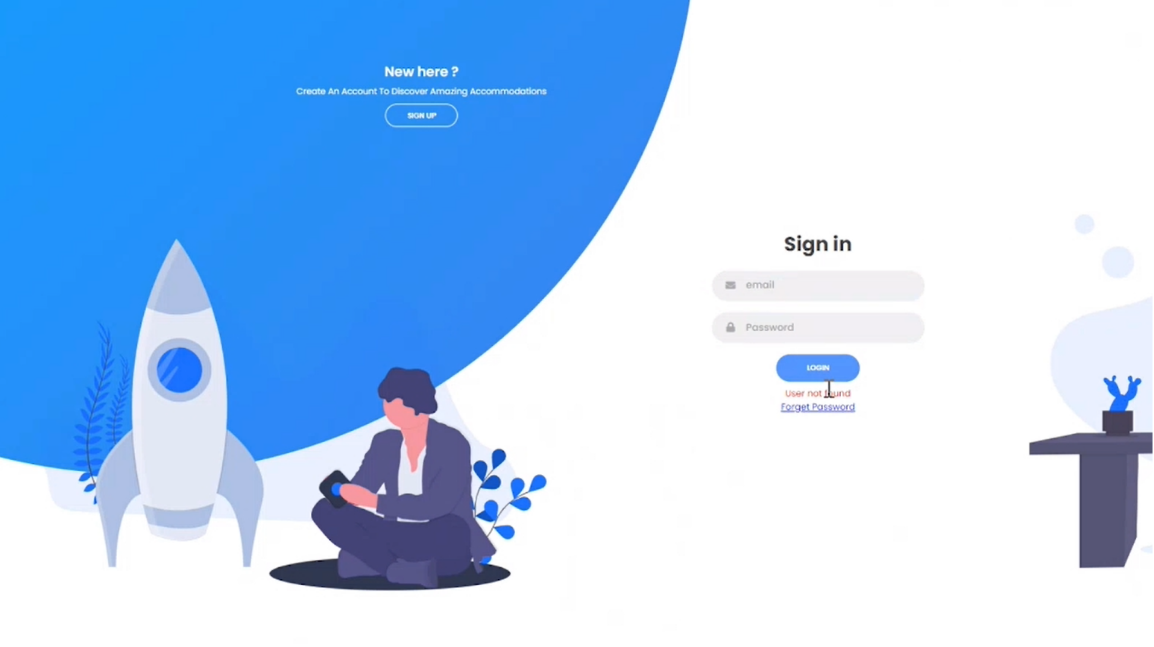 New here ?
Create An Account To Discover Amazing Accommodations
SIGN UP
Sign in
email
Password
LOGIN
User not found
Forget Password